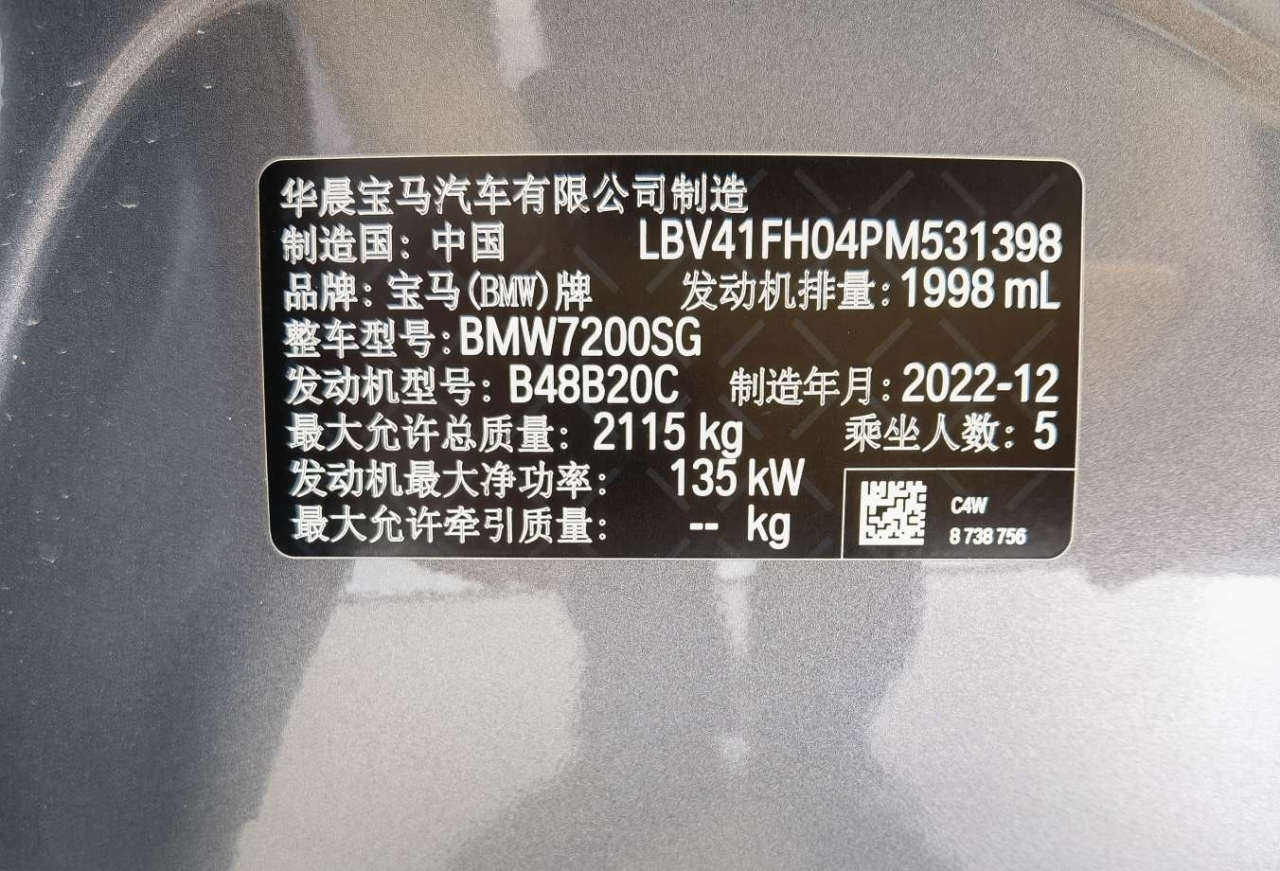 华晨宝马汽车有限公司制造
制造国：中国 LBV41FH04PM531398
品牌：宝马(BMW)牌 发动机排量：1998 mL
整车型号：BMW7200SG
发动机型号：B48B20C 制造年月：2022-12
最大允许总质量：2115 kg 乘坐人数：5
发动机最大净功率：135 kW
最大允许牵引质量：-- kg
C4W
8 738 756